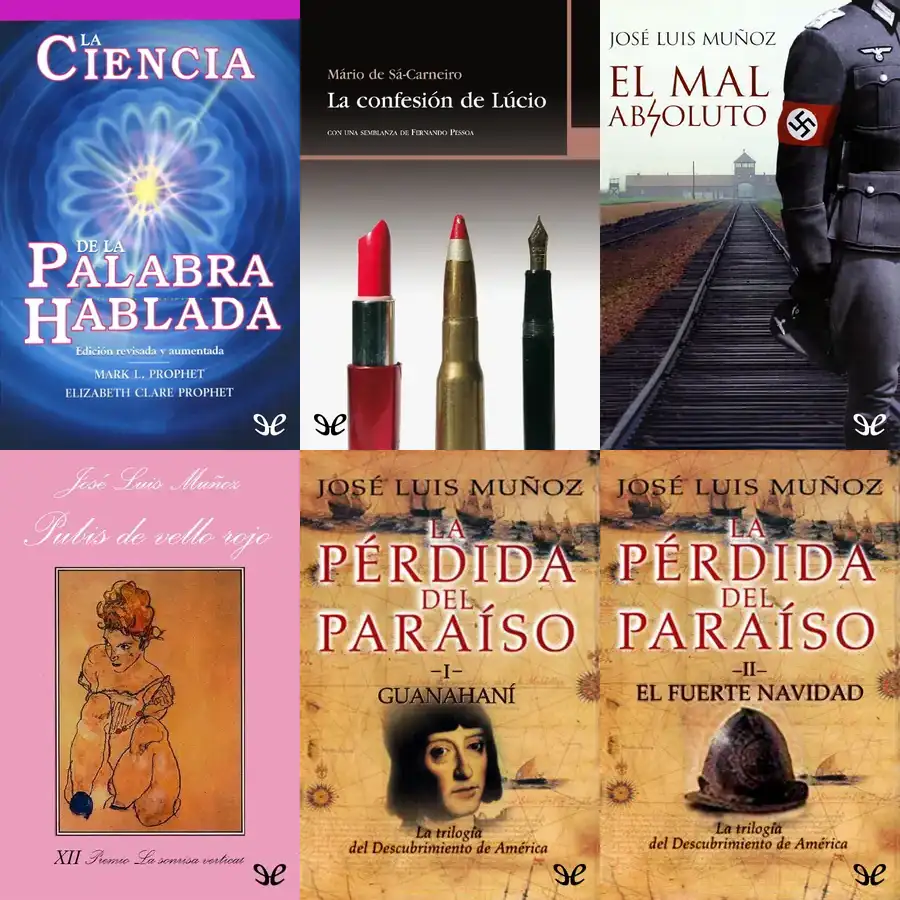 LA
CIENCIA
DE LA
PALABRA
HABLADA
Edición revisada y aumentada
MARK L. PROPHET
ELIZABETH CLARE PROPHET
Mário de Sá-Carneiro
La confesión de Lúcio
CON UNA SEMBLANZA DE FERNANDO PESSOA
JOSÉ LUIS MUÑOZ
EL MAL
ABSOLUTO
José Luis Muñoz
Pubis de vello rojo
XII Premio La sonrisa vertical
JOSÉ LUIS MUÑOZ
LA
PÉRDIDA
DEL
PARAÍSO
–I–
GUANAHANÍ
La trilogía
del Descubrimiento de América
JOSÉ LUIS MUÑOZ
LA
PÉRDIDA
DEL
PARAÍSO
–II–
EL FUERTE NAVIDAD
La trilogía
del Descubrimiento de América